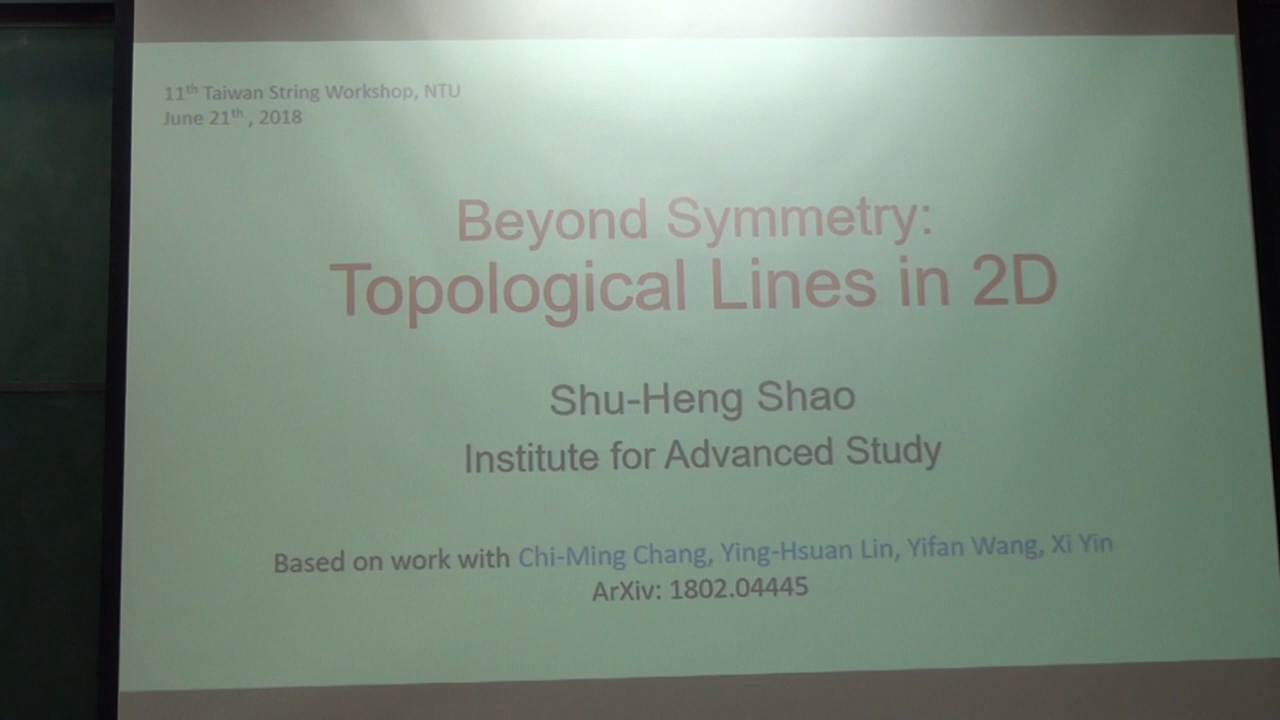 11th Taiwan String Workshop, NTU
June 21th , 2018
Beyond Symmetry:
Topological Lines in 2D
Shu-Heng Shao
Institute for Advanced Study
Based on work with Chi-Ming Chang, Ying-Hsuan Lin, Yifan Wang, Xi Yin
ArXiv: 1802.04445